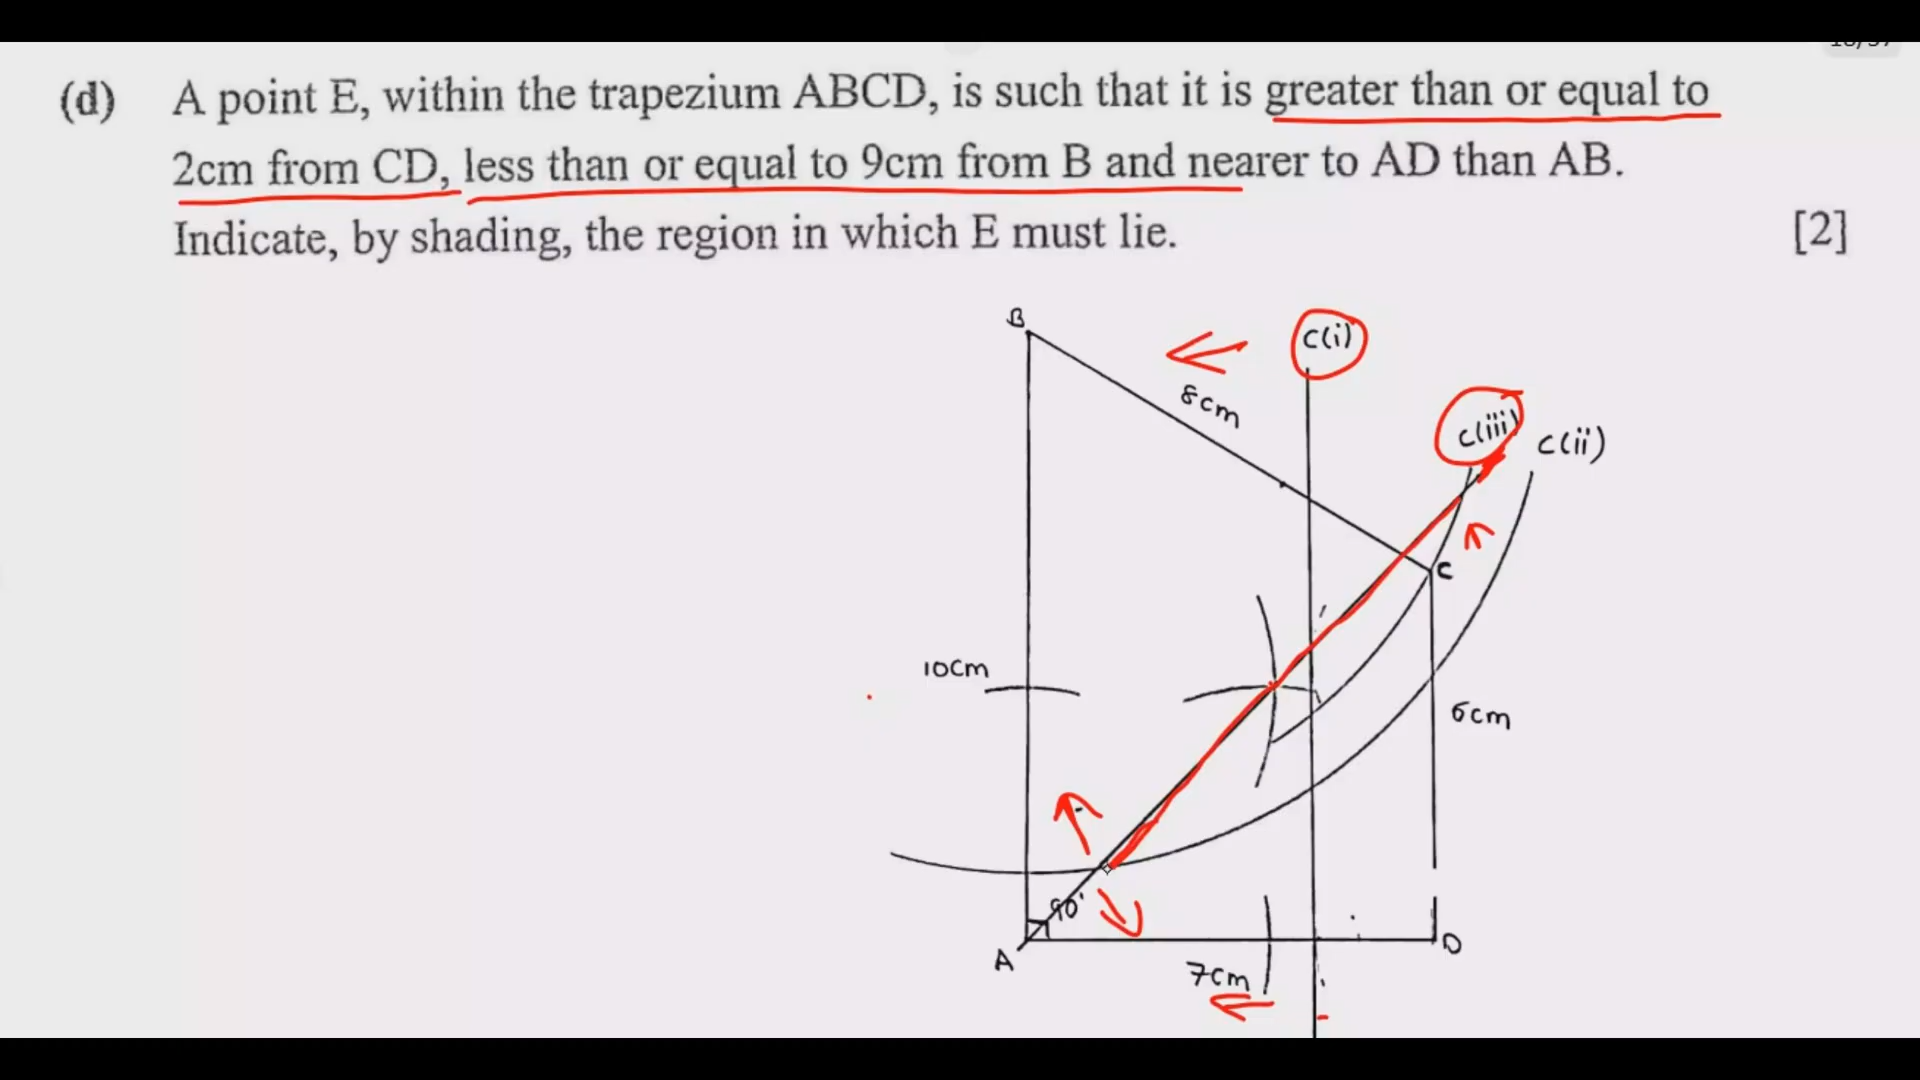 (d) A point E, within the trapezium ABCD, is such that it is greater than or equal to
2cm from CD, less than or equal to 9cm from B and nearer to AD than AB.
Indicate, by shading, the region in which E must lie. [2]
B
c(i)
8cm
c(iii)
c(ii)
C
10cm
6cm
90°
A
D
7cm